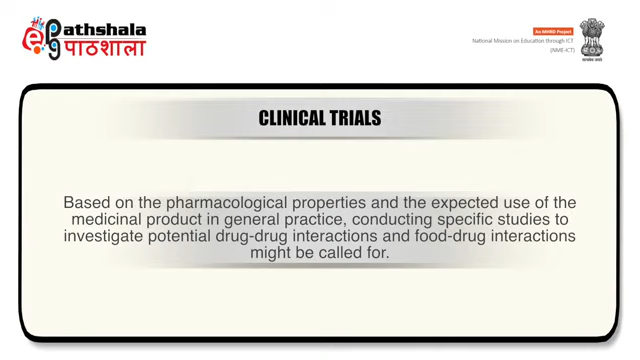 हिन्दी
e pg Pathshala
पाठशाला
An MHRD Project
National Mission on Education through ICT
(NME-ICT)
CLINICAL TRIALS
Based on the pharmacological properties and the expected use of the
medicinal product in general practice, conducting specific studies to
investigate potential drug-drug interactions and food-drug interactions
might be called for.